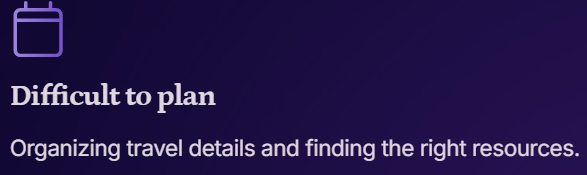 Difficult to plan
Organizing travel details and finding the right resources.